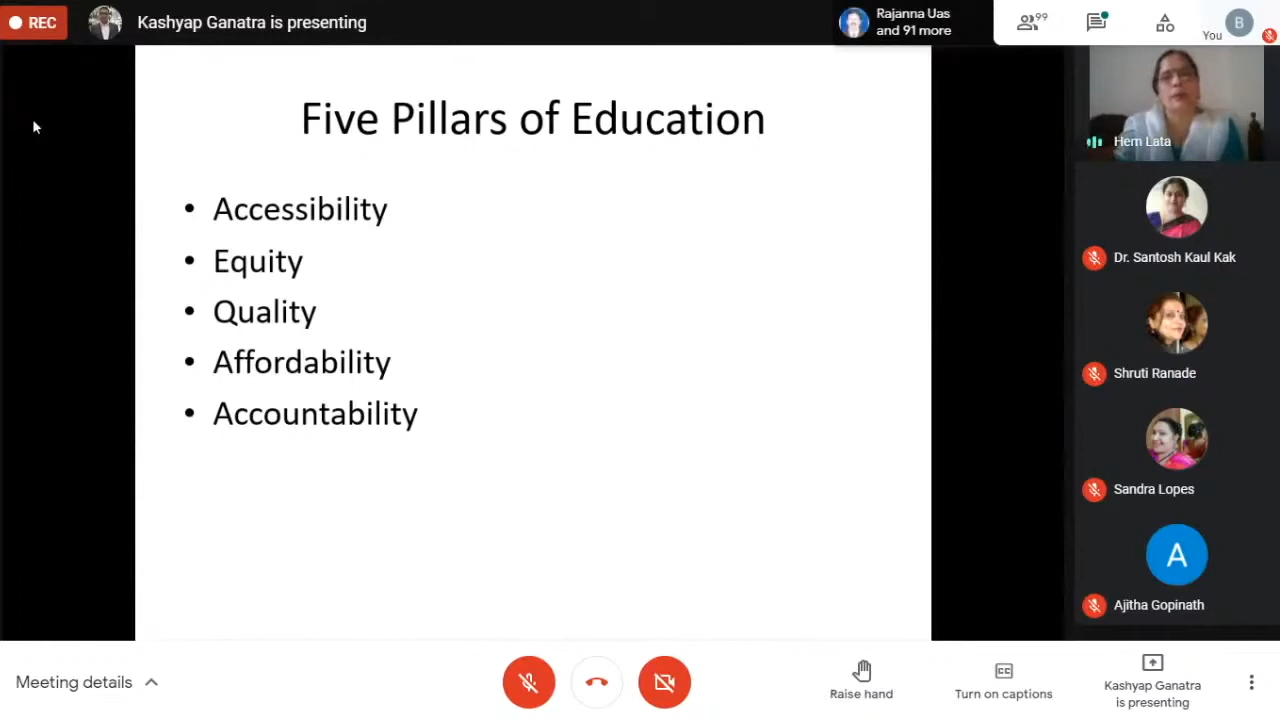 REC
Kashyap Ganatra is presenting
Rajanna Uas
and 91 more
99
You
B
Five Pillars of Education
• Accessibility
• Equity
• Quality
• Affordability
• Accountability
Hem Lata
Dr. Santosh Kaul Kak
Shruti Ranade
Sandra Lopes
A
Ajitha Gopinath
Meeting details
Raise hand
CC
Turn on captions
Kashyap Ganatra
is presenting